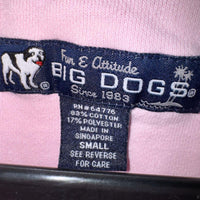 Fun & Attitude
BIG DOGS®
Since 1983
®
RN# 64776
83% COTTON
17% POLYESTER
MADE IN
SINGAPORE
SMALL
SEE REVERSE
FOR CARE